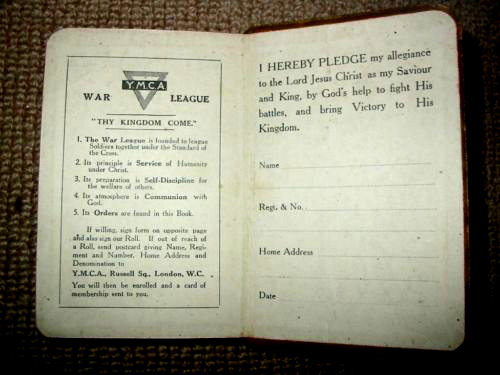 Y.M.C.A
WAR LEAGUE
"THY KINGDOM COME."
1. The War League is founded to league
Soldiers together under the Standard of
the Cross.
2. Its principle is Service of Humanity
under Christ.
3. Its preparation is Self-Discipline for
the welfare of others.
4. Its atmosphere is Communion with
God.
5. Its Orders are found in this Book.
If willing, sign form on opposite page
and also sign our Roll. If out of reach of
a Roll, send postcard giving Name, Regi-
ment and Number, Home Address and
Denomination to
Y.M.C.A., Russell Sq., London, W.C.
You will then be enrolled and a card of
membership sent to you.
I HEREBY PLEDGE my allegiance
to the Lord Jesus Christ as my Saviour
and King, by God's help to fight His
battles, and bring Victory to His
Kingdom.
Name
Regt. & No.
Home Address
Date